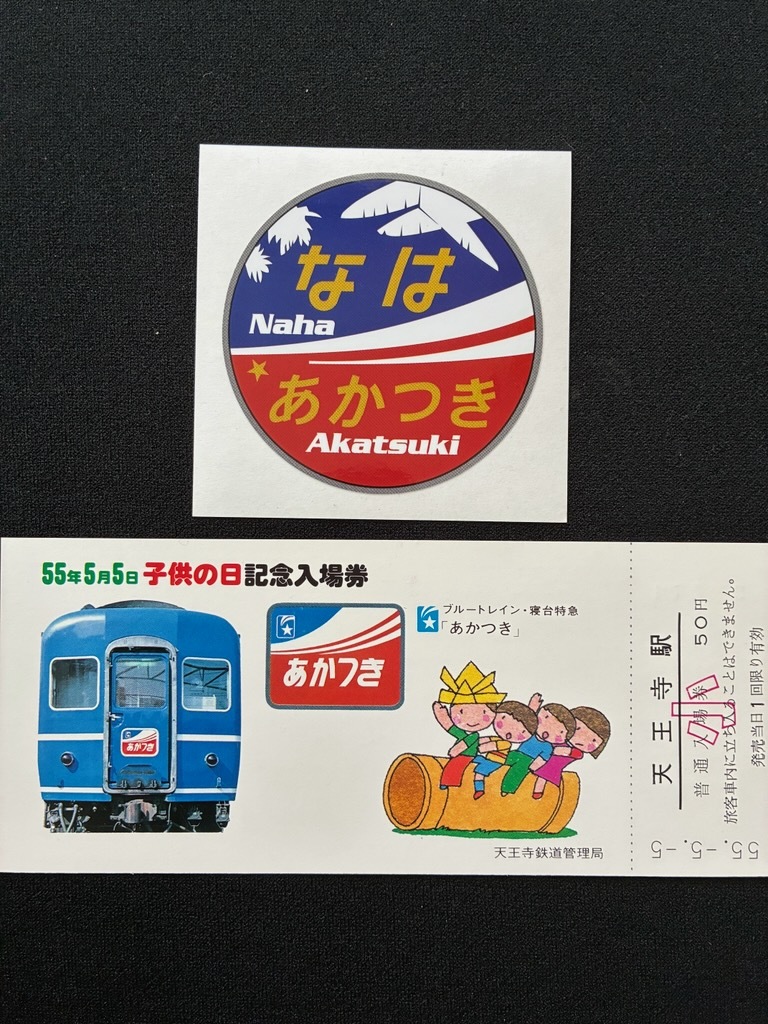 なは
Naha
あかつき
Akatsuki
55年5月5日 子供の日記念入場券
あかつき
あかつき
ブルートレイン・寝台特急
「あかつき」
天王寺鉄道管理局
天王寺駅
普通入場券 50円
小
旅客車内に立ち入ることはできません。
発売当日1回限り有効
55.-5.-5